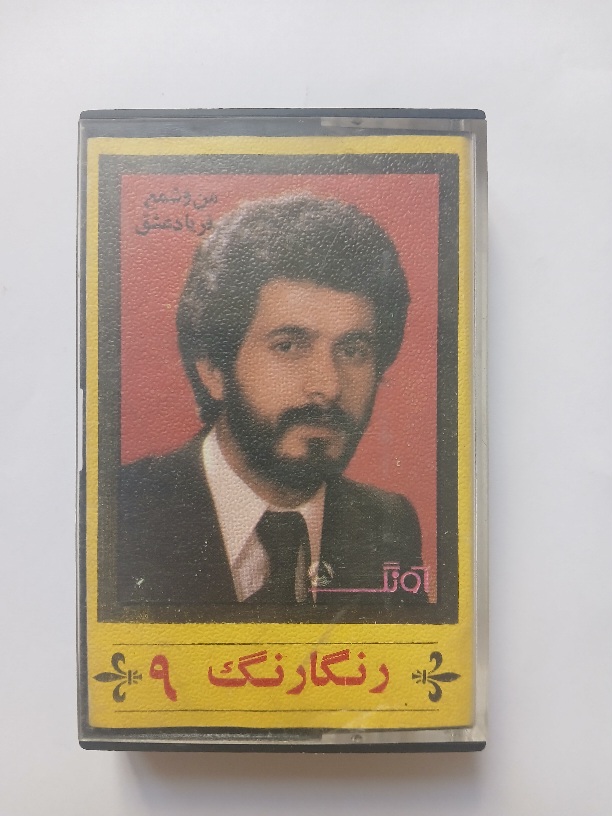 من و شمع
فریاد عشق
آونگ
رنگارنگ ۹